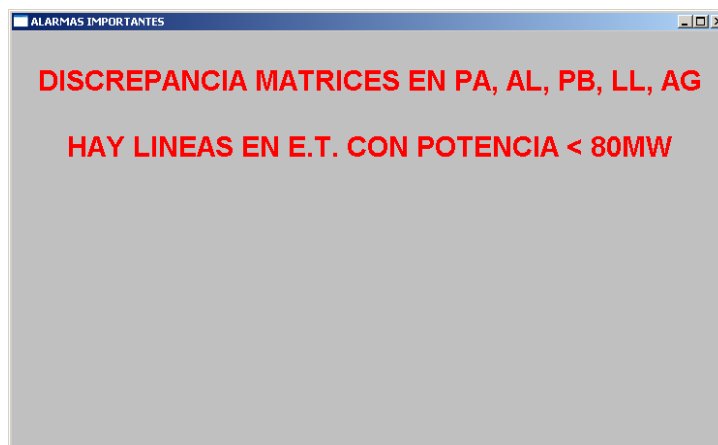 ALARMAS IMPORTANTES
DISCREPANCIA MATRICES EN PA, AL, PB, LL, AG
HAY LINEAS EN E.T. CON POTENCIA < 80MW